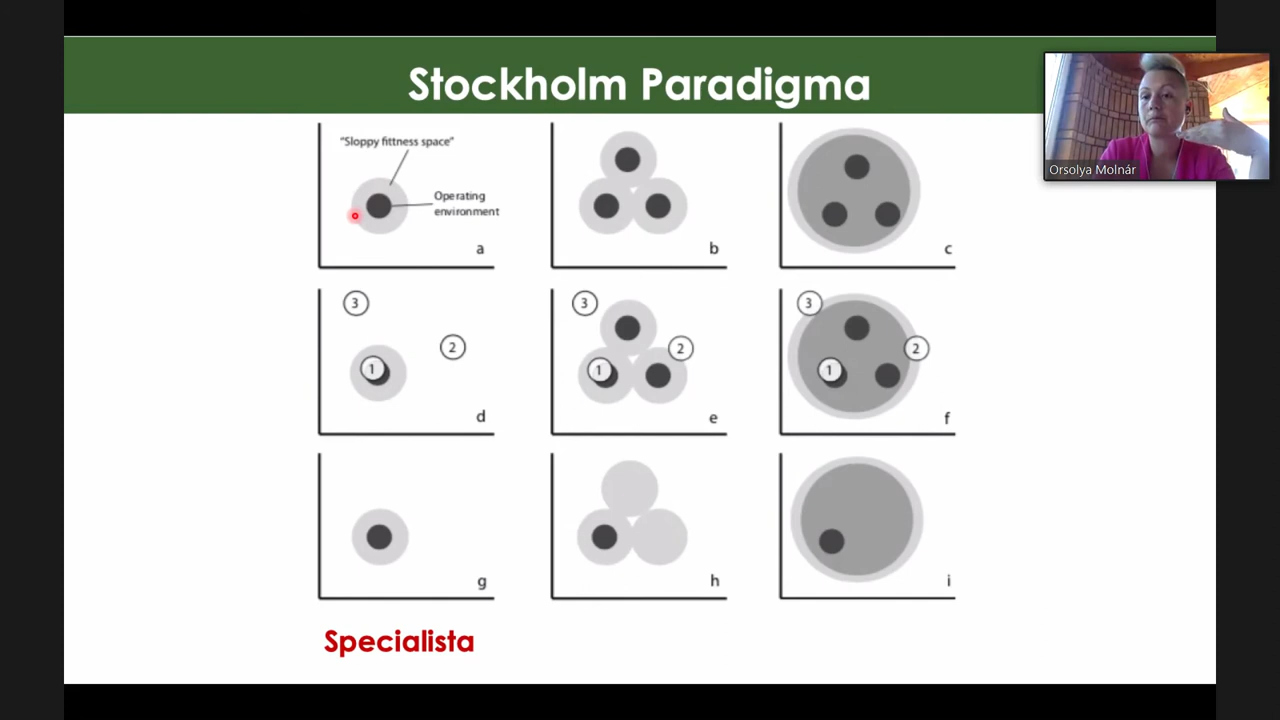 Stockholm Paradigma
Orsolya Molnár
"Sloppy fittness space"
Operating
environment
a
b
c
3
2
1
d
3
2
1
e
3
2
1
f
g
h
i
Specialista